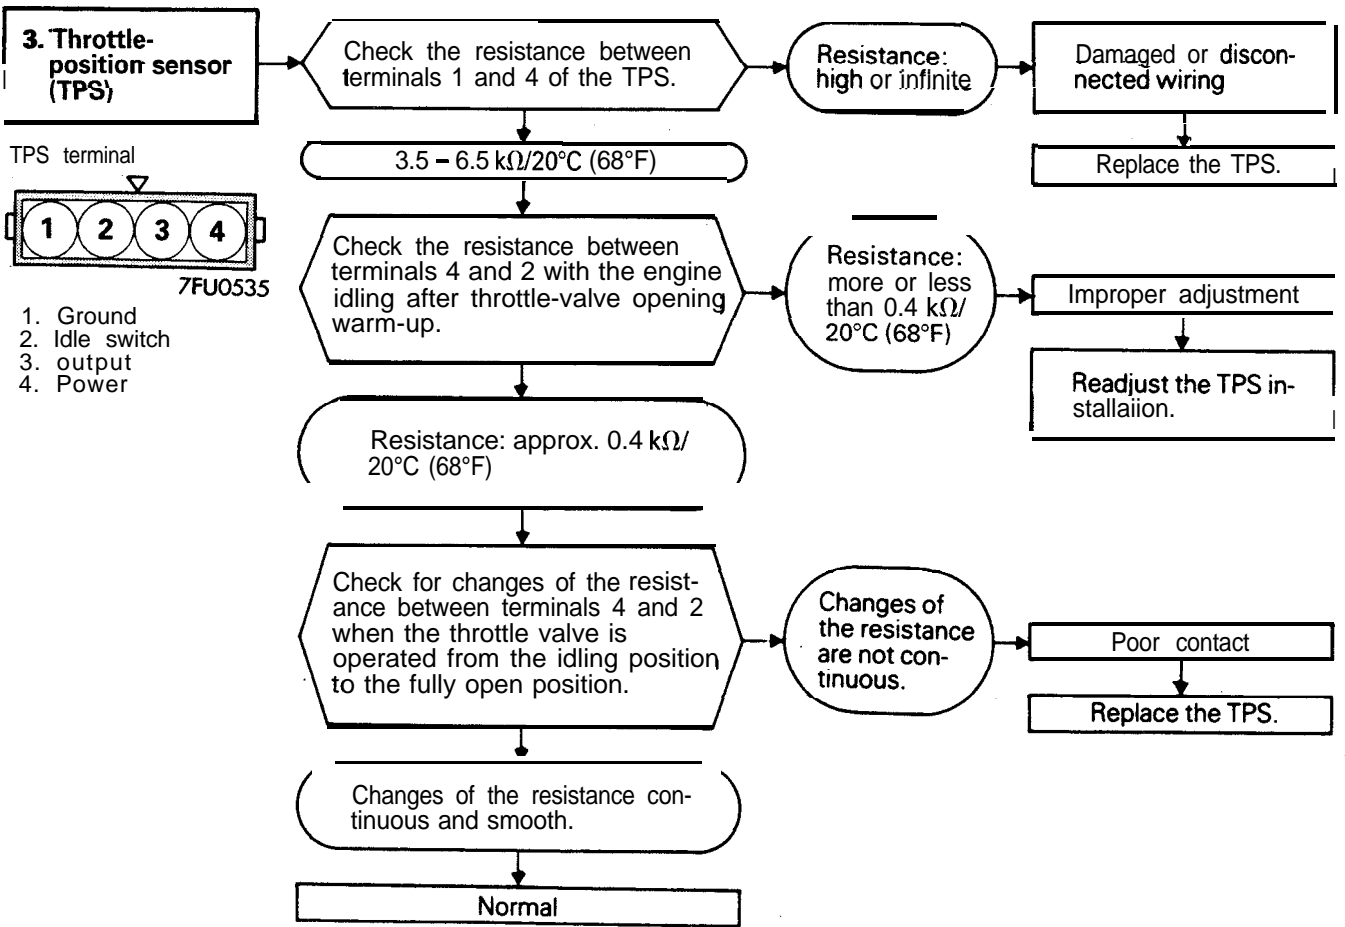 3. Throttle-
position sensor
(TPS)
Check the resistance between
terminals 1 and 4 of the TPS.
Resistance:
high or infinite
Damaged or discon-
nected wiring
Replace the TPS.
3.5 – 6.5 kΩ/20°C (68°F)
TPS terminal
1 2 3 4
7FU0535
1. Ground
2. Idle switch
3. output
4. Power
Check the resistance between
terminals 4 and 2 with the engine
idling after throttle-valve opening
warm-up.
Resistance:
more or less
than 0.4 kΩ/
20°C (68°F)
Improper adjustment
Readjust the TPS in-
stallaiion.
Resistance: approx. 0.4 kΩ/
20°C (68°F)
Check for changes of the resist-
ance between terminals 4 and 2
when the throttle valve is
operated from the idling position
to the fully open position.
Changes of
the resistance
are not con-
tinuous.
Poor contact
Replace the TPS.
Changes of the resistance con-
tinuous and smooth.
Normal